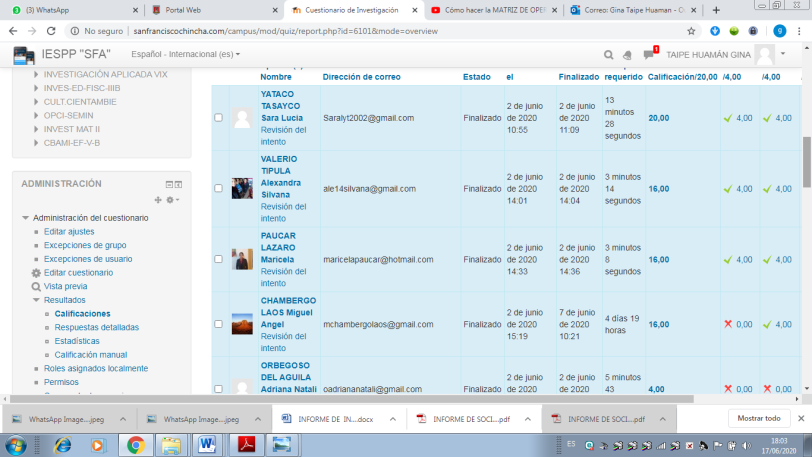 (3) WhatsApp
Portal Web
Cuestionario de Investigación
Cómo hacer la MATRIZ DE OPER
Correo: Gina Taipe Huaman - O
No seguro | sanfranciscochincha.com/campus/mod/quiz/report.php?id=6101&mode=overview
IESPP "SFA"
Español - Internacional (es)
TAIPE HUAMÁN GINA
INVESTIGACIÓN APLICADA VIX
INVES-ED-FISC-IIIB
CULT.CIENTAMBIE
OPCI-SEMIN
INVEST MAT II
CBAMI-EF-V-B
ADMINISTRACIÓN
Administración del cuestionario
Editar ajustes
Excepciones de grupo
Excepciones de usuario
Editar cuestionario
Vista previa
Resultados
Calificaciones
Respuestas detalladas
Estadísticas
Calificación manual
Roles asignados localmente
Permisos
Nombre Dirección de correo Estado el Finalizado requerido Calificación/20,00 /4,00 /4,00
YATACO
TASAYCO
Sara Lucia
Revisión del
intento
Saralyt2002@gmail.com
Finalizado
2 de junio
de 2020
10:55
2 de junio
de 2020
11:09
13
minutos
28
segundos
20,00
4,00
4,00
VALERIO
TIPULA
Alexandra
Silvana
Revisión del
intento
ale14silvana@gmail.com
Finalizado
2 de junio
de 2020
14:01
2 de junio
de 2020
14:04
3 minutos
14
segundos
16,00
4,00
4,00
PAUCAR
LAZARO
Maricela
Revisión del
intento
maricelapaucar@hotmail.com
Finalizado
2 de junio
de 2020
14:33
2 de junio
de 2020
14:36
3 minutos
8
segundos
16,00
4,00
4,00
CHAMBERGO
LAOS Miguel
Angel
Revisión del
intento
mchambergolaos@gmail.com
Finalizado
2 de junio
de 2020
15:19
7 de junio
de 2020
10:21
4 días 19
horas
16,00
0,00
4,00
ORBEGOSO
DEL AGUILA
Adriana Natali
oadriananatali@gmail.com
Finalizado
2 de junio
de 2020
2 de junio
de 2020
5 minutos
43
4,00
0,00
0,00
WhatsApp Image....jpeg
WhatsApp Image....jpeg
INFORME DE IN....docx
INFORME DE SOCI....pdf
INFORME DE SOCI....pdf
Mostrar todo
ES
18:03
17/06/2020